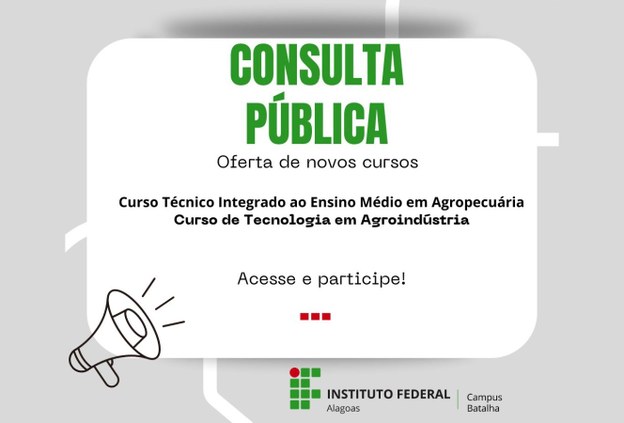 CONSULTA
PÚBLICA
Oferta de novos cursos
Curso Técnico Integrado ao Ensino Médio em Agropecuária
Curso de Tecnologia em Agroindústria
Acesse e participe!
INSTITUTO FEDERAL
Alagoas
Campus
Batalha